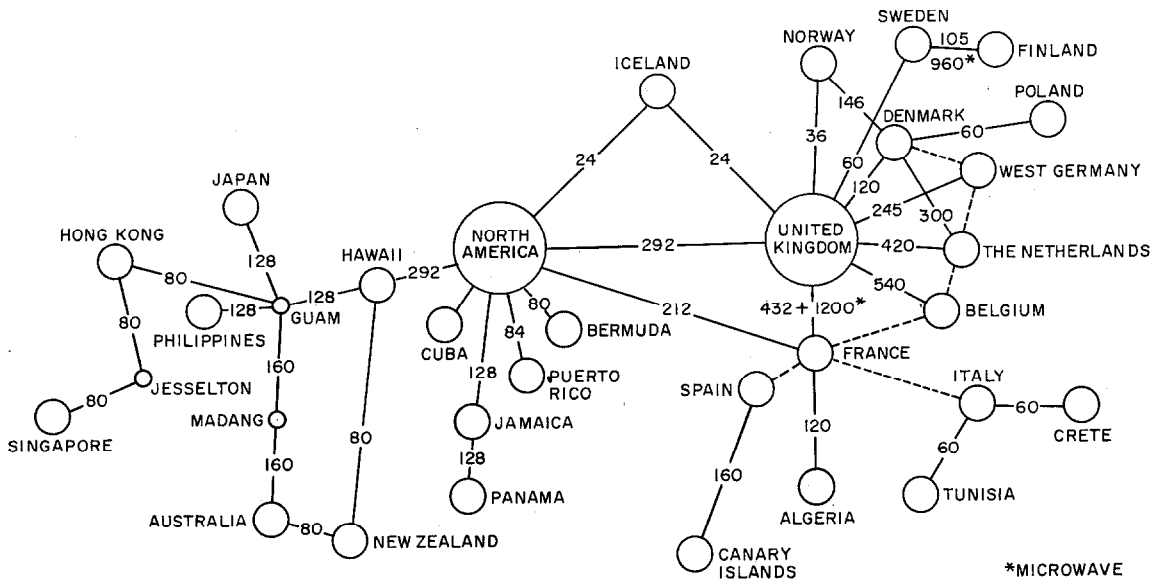 SWEDEN
NORWAY
105
960*
FINLAND
ICELAND
POLAND
146
DENMARK
60
36
60
120
WEST GERMANY
24
24
245
JAPAN
300
HONG KONG
HAWAII
NORTH
AMERICA
292
UNITED
KINGDOM
420
THE NETHERLANDS
128
80
292
128
540
128
GUAM
212
432 + 1200*
BELGIUM
PHILIPPINES
80
BERMUDA
80
CUBA
84
FRANCE
160
128
PUERTO
RICO
SPAIN
ITALY
JESSELTON
80
MADANG
JAMAICA
60
CRETE
SINGAPORE
80
120
60
160
128
160
PANAMA
ALGERIA
TUNISIA
AUSTRALIA
80
NEW ZEALAND
CANARY
ISLANDS
*MICROWAVE